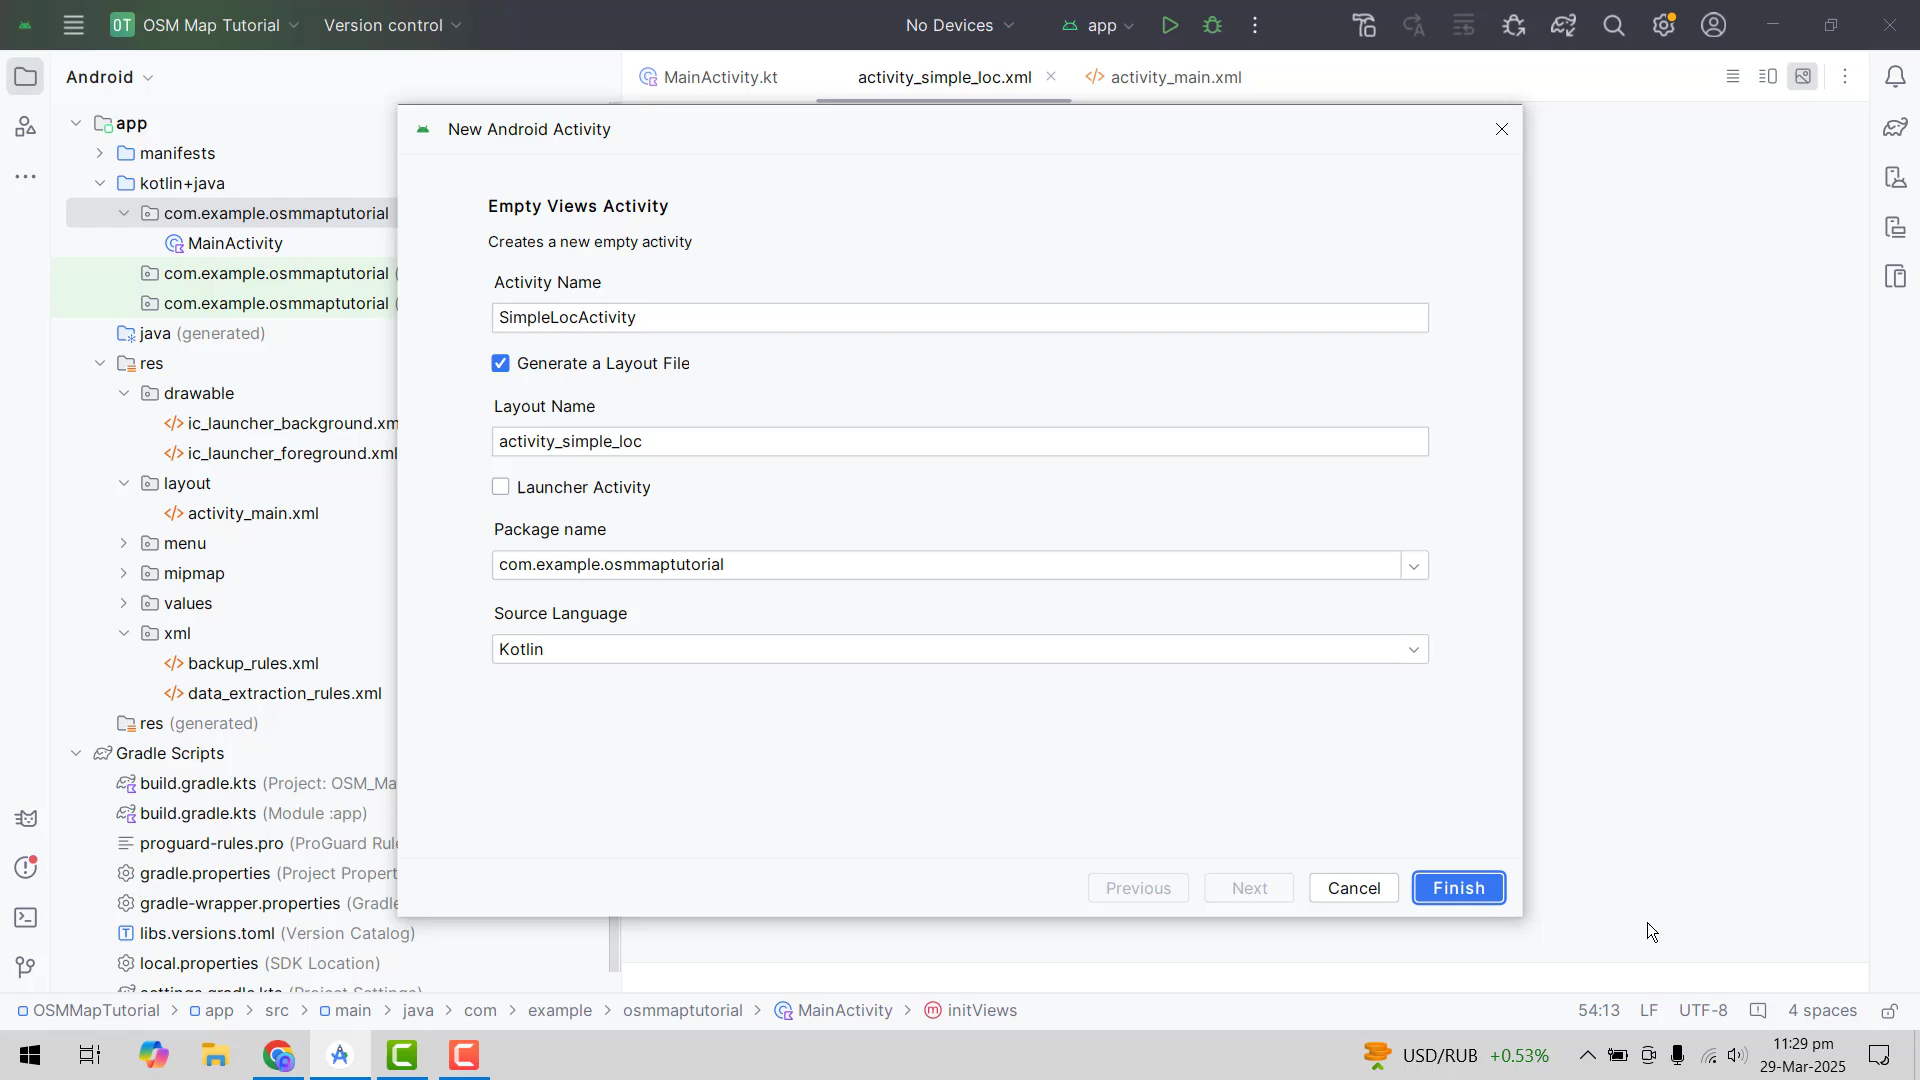 OT OSM Map Tutorial Version control No Devices app
Android
MainActivity.kt activity_simple_loc.xml activity_main.xml
app
manifests
kotlin+java
com.example.osmmaptutorial
MainActivity
com.example.osmmaptutorial (
com.example.osmmaptutorial (
java (generated)
res
drawable
ic_launcher_background.xm
ic_launcher_foreground.xml
layout
activity_main.xml
menu
mipmap
values
xml
backup_rules.xml
data_extraction_rules.xml
res (generated)
Gradle Scripts
build.gradle.kts (Project: OSM_Ma
build.gradle.kts (Module :app)
proguard-rules.pro (ProGuard Rule
gradle.properties (Project Propert
gradle-wrapper.properties (Gradle
libs.versions.toml (Version Catalog)
local.properties (SDK Location)
settings.gradle.kts (Project Settings)
New Android Activity
Empty Views Activity
Creates a new empty activity
Activity Name
SimpleLocActivity
Generate a Layout File
Layout Name
activity_simple_loc
Launcher Activity
Package name
com.example.osmmaptutorial
Source Language
Kotlin
Previous Next Cancel Finish
OSMMapTutorial > app > src > main > java > com > example > osmmaptutorial > MainActivity > initViews 54:13 LF UTF-8 4 spaces
USD/RUB +0.53% 11:29 pm
29-Mar-2025